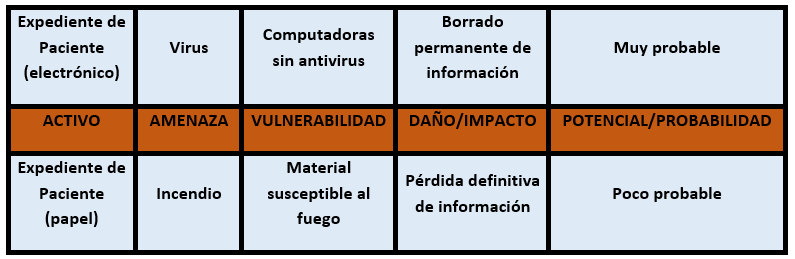 Expediente de
Paciente
(electrónico)
Virus
Computadoras
sin antivirus
Borrado
permanente de
información
Muy probable
ACTIVO
AMENAZA
VULNERABILIDAD
DAÑO/IMPACTO
POTENCIAL/PROBABILIDAD
Expediente de
Paciente
(papel)
Incendio
Material
susceptible al
fuego
Pérdida definitiva
de información
Poco probable